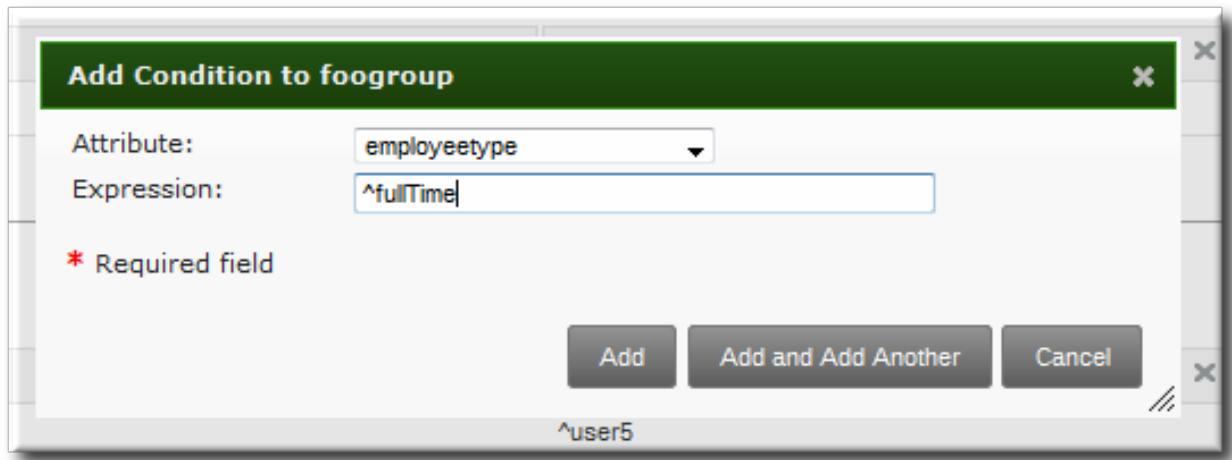 Add Condition to foogroup
Attribute: employeetype
Expression: ^fullTime
* Required field
Add Add and Add Another Cancel
^user5